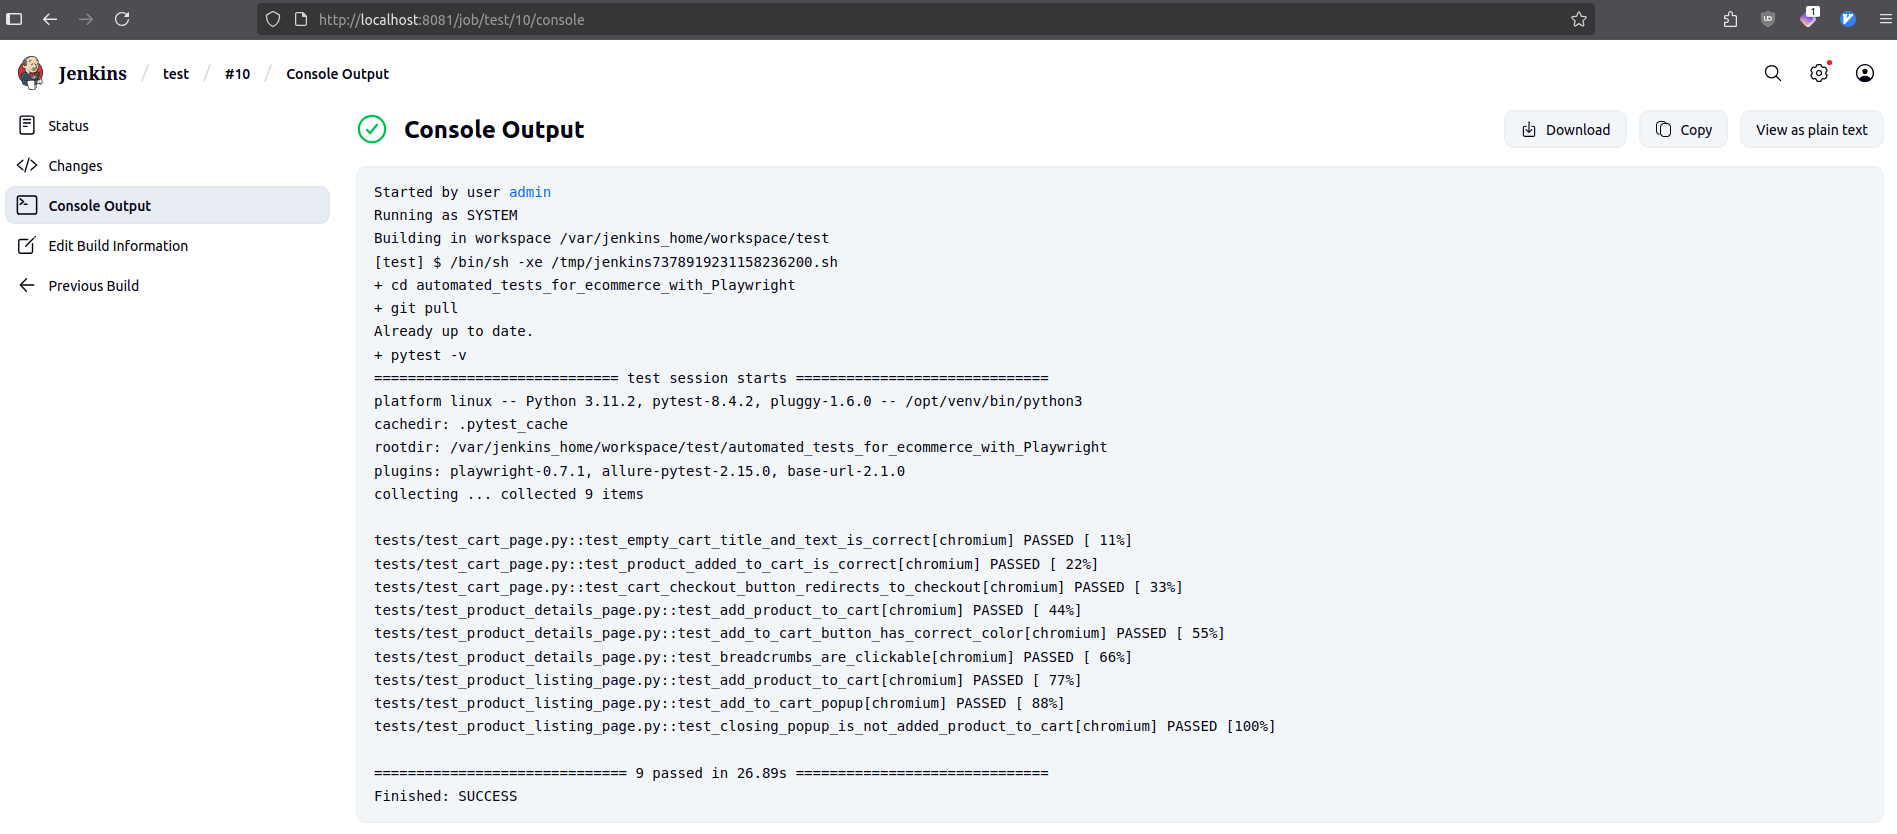 http://localhost:8081/job/test/10/console
1
Jenkins / test / #10 / Console Output
Status
Changes
Console Output
Edit Build Information
Previous Build
Console Output
Download
Copy
View as plain text
Started by user admin
Running as SYSTEM
Building in workspace /var/jenkins_home/workspace/test
[test] $ /bin/sh -xe /tmp/jenkins7378919231158236200.sh
+ cd automated_tests_for_ecommerce_with_Playwright
+ git pull
Already up to date.
+ pytest -v
============================= test session starts ==============================
platform linux -- Python 3.11.2, pytest-8.4.2, pluggy-1.6.0 -- /opt/venv/bin/python3
cachedir: .pytest_cache
rootdir: /var/jenkins_home/workspace/test/automated_tests_for_ecommerce_with_Playwright
plugins: playwright-0.7.1, allure-pytest-2.15.0, base-url-2.1.0
collecting ... collected 9 items
tests/test_cart_page.py::test_empty_cart_title_and_text_is_correct[chromium] PASSED [ 11%]
tests/test_cart_page.py::test_product_added_to_cart_is_correct[chromium] PASSED [ 22%]
tests/test_cart_page.py::test_cart_checkout_button_redirects_to_checkout[chromium] PASSED [ 33%]
tests/test_product_details_page.py::test_add_product_to_cart[chromium] PASSED [ 44%]
tests/test_product_details_page.py::test_add_to_cart_button_has_correct_color[chromium] PASSED [ 55%]
tests/test_product_details_page.py::test_breadcrumbs_are_clickable[chromium] PASSED [ 66%]
tests/test_product_listing_page.py::test_add_product_to_cart[chromium] PASSED [ 77%]
tests/test_product_listing_page.py::test_add_to_cart_popup[chromium] PASSED [ 88%]
tests/test_product_listing_page.py::test_closing_popup_is_not_added_product_to_cart[chromium] PASSED [100%]
============================== 9 passed in 26.89s ==============================
Finished: SUCCESS